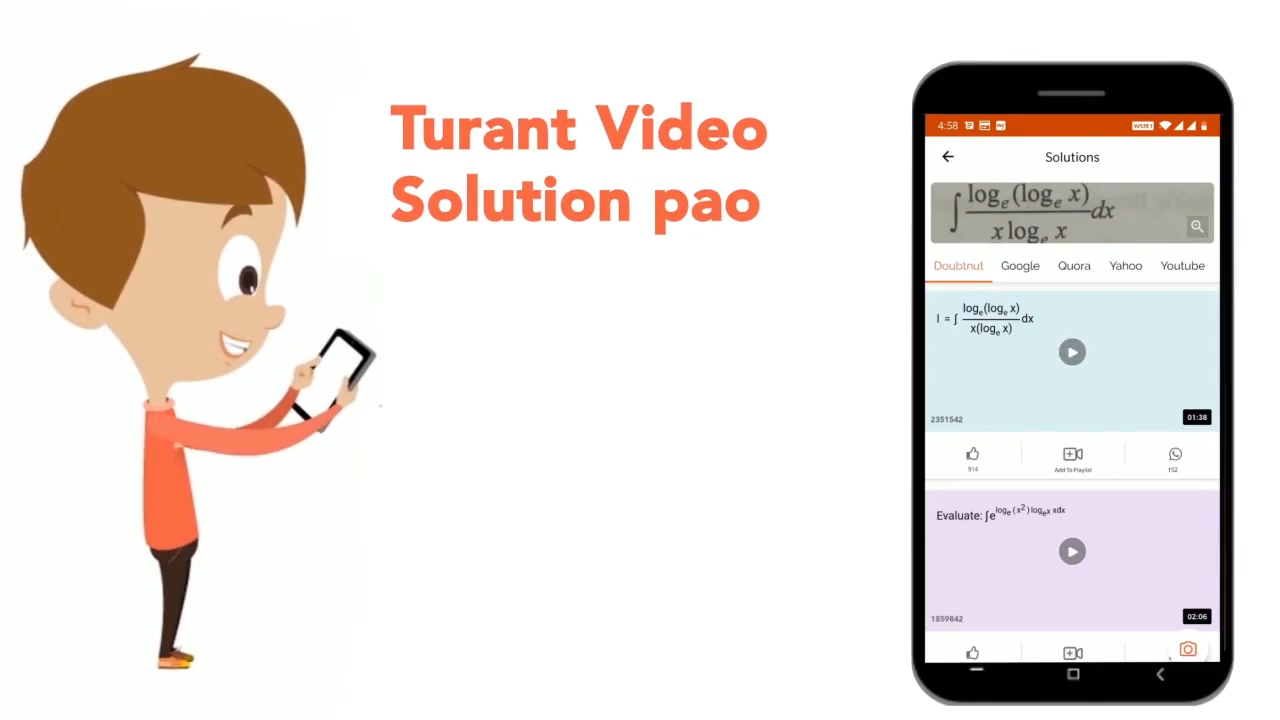 Turant Video
Solution pao
4:58
VoLTE1
Solutions
∫ logₑ(logₑ x) / x logₑ x dx
Doubtnut Google Quora Yahoo Youtube
I = ∫ logₑ(logₑ x) / x(logₑ x) dx
2351542 01:38
914 Add To Playlist 152
Evaluate: ∫e^logₑ(x²)logₑx xdx
1859842 02:06